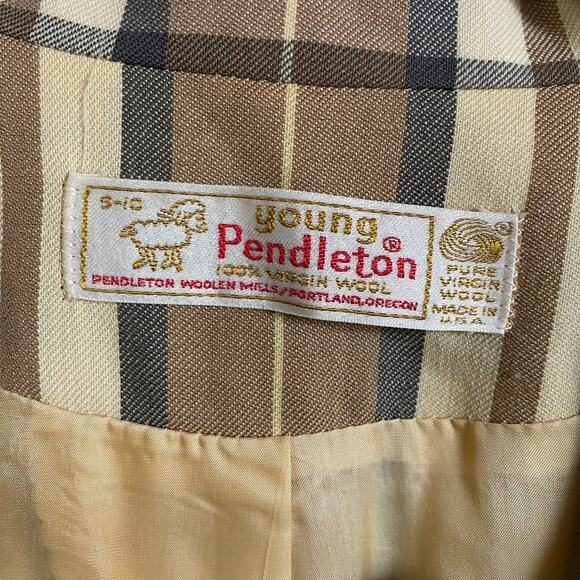 S-10
young
Pendleton®
100% VIRGIN WOOL
PENDLETON WOOLEN MILLS/PORTLAND, OREGON
PURE
VIRGIN
WOOL
MADE IN
U.S.A.